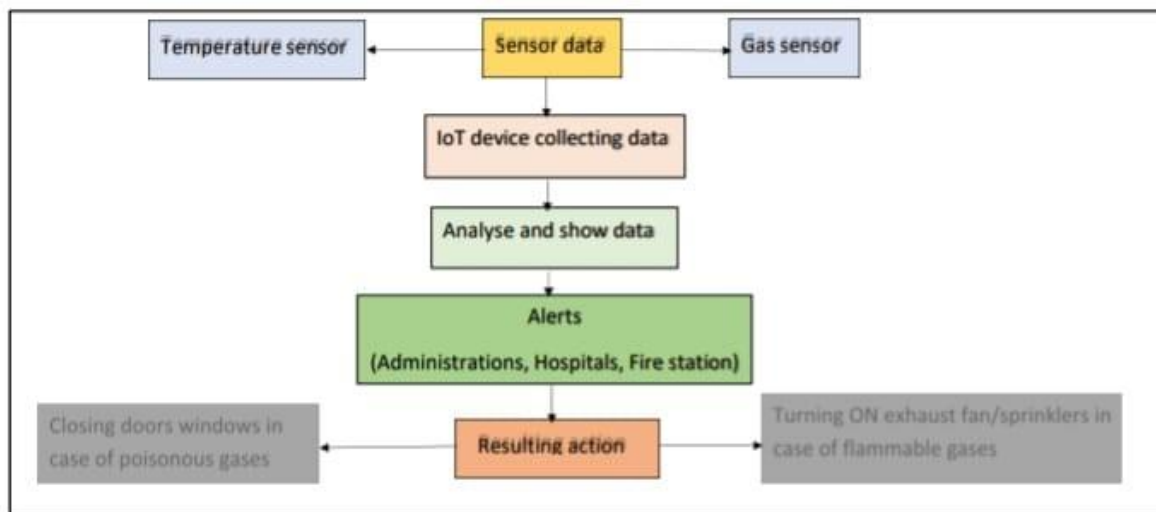 Temperature sensor
Sensor data
Gas sensor
IoT device collecting data
Analyse and show data
Alerts
(Administrations, Hospitals, Fire station)
Closing doors windows in
case of poisonous gases
Resulting action
Turning ON exhaust fan/sprinklers in
case of flammable gases